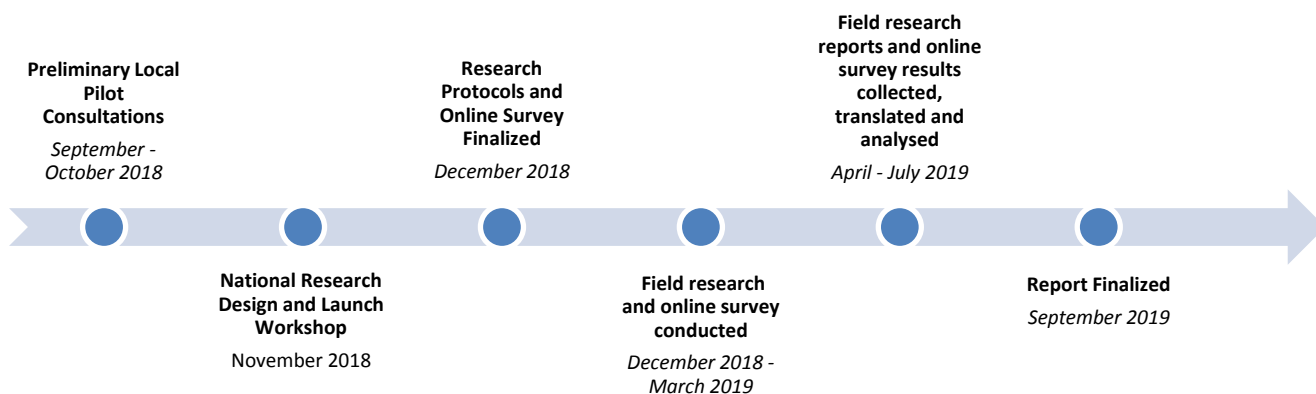 Preliminary Local
Pilot
Consultations
September -
October 2018
National Research
Design and Launch
Workshop
November 2018
Research
Protocols and
Online Survey
Finalized
December 2018
Field research
and online survey
conducted
December 2018 -
March 2019
Field research
reports and online
survey results
collected,
translated and
analysed
April - July 2019
Report Finalized
September 2019